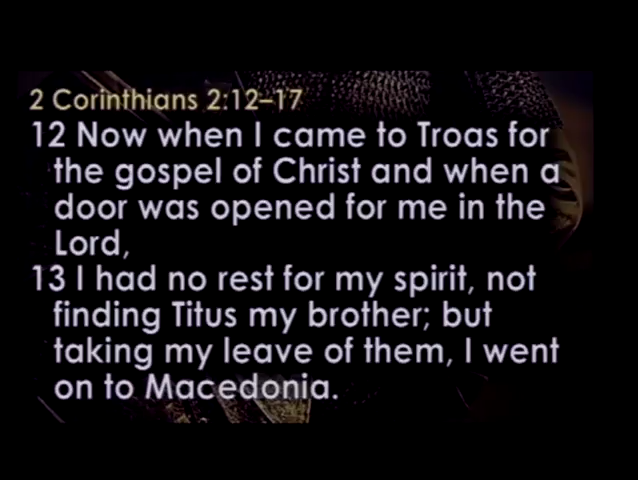 2 Corinthians 2:12–17
12 Now when I came to Troas for
the gospel of Christ and when a
door was opened for me in the
Lord,
13 I had no rest for my spirit, not
finding Titus my brother; but
taking my leave of them, I went
on to Macedonia.